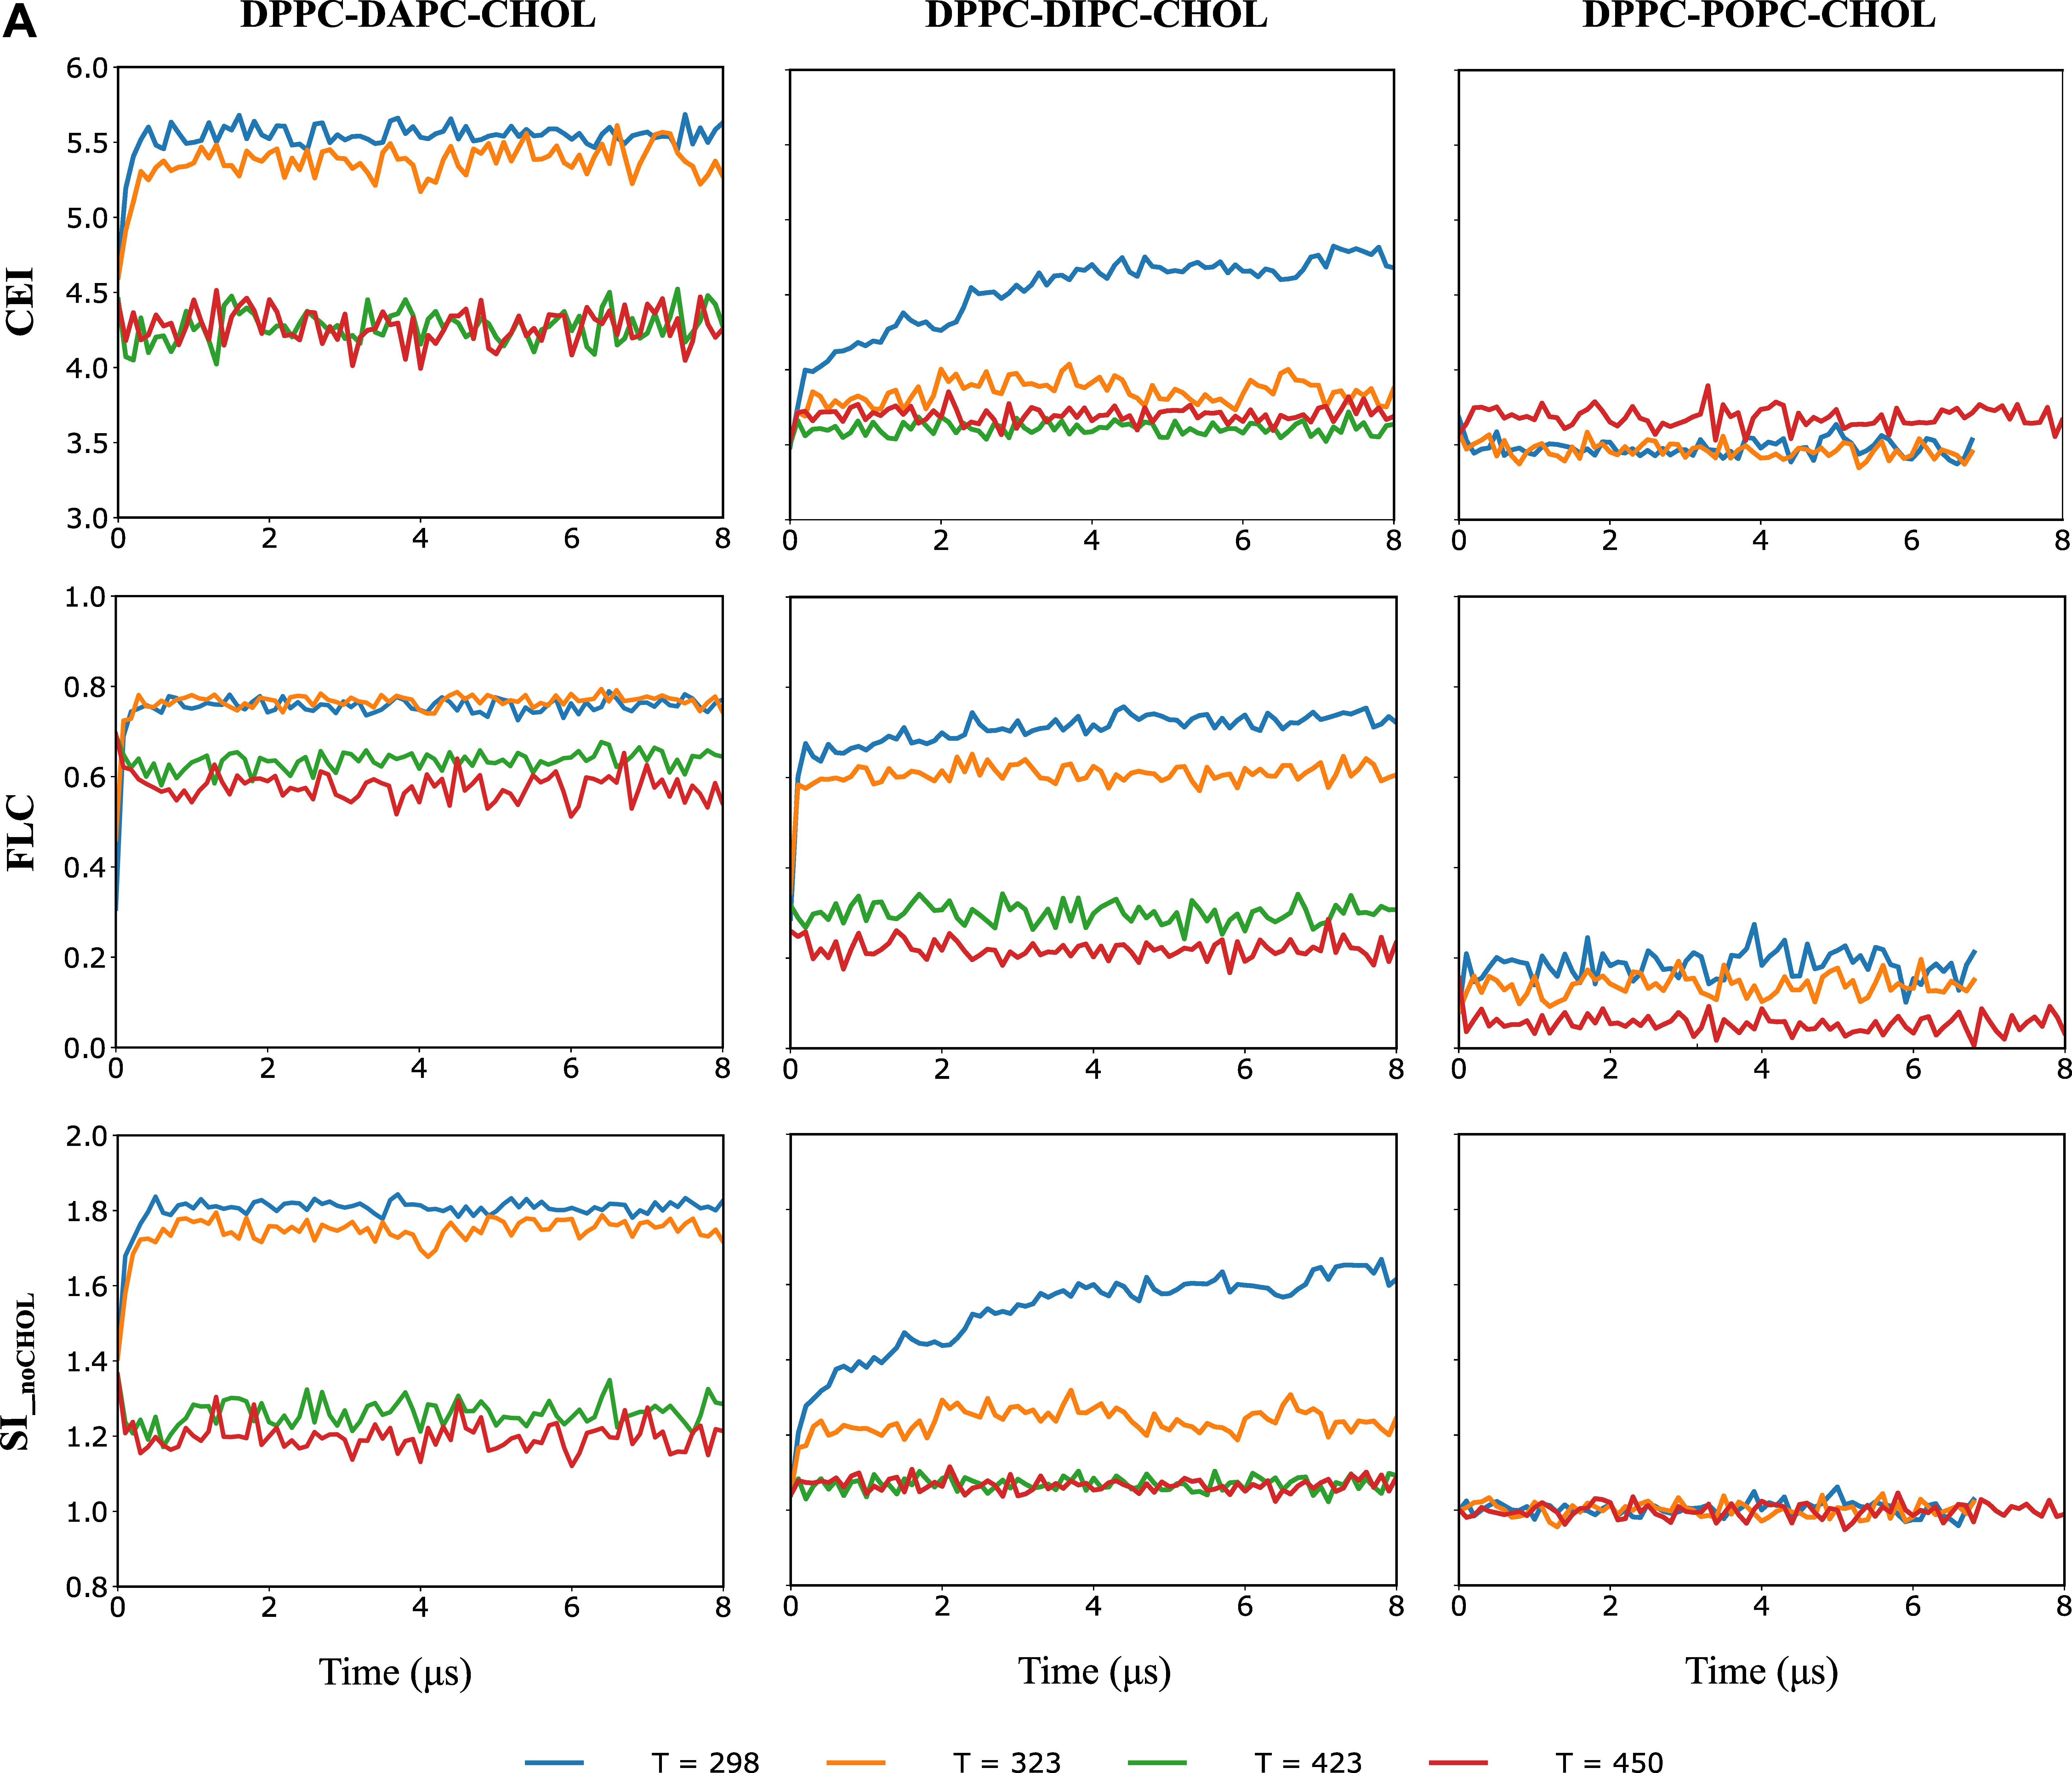 A
DPPC-DAPC-CHOL DPPC-DIPC-CHOL DPPC-POPC-CHOL
CEI
6.0
5.5
5.0
4.5
4.0
3.5
3.0
0 2 4 6 8 0 2 4 6 8 0 2 4 6 8
FLC
1.0
0.8
0.6
0.4
0.2
0.0
0 2 4 6 8 0 2 4 6 8 0 2 4 6 8
SI_noCHOL
2.0
1.8
1.6
1.4
1.2
1.0
0.8
0 2 4 6 8 0 2 4 6 8 0 2 4 6 8
Time (μs) Time (μs) Time (μs)
T = 298 T = 323 T = 423 T = 450